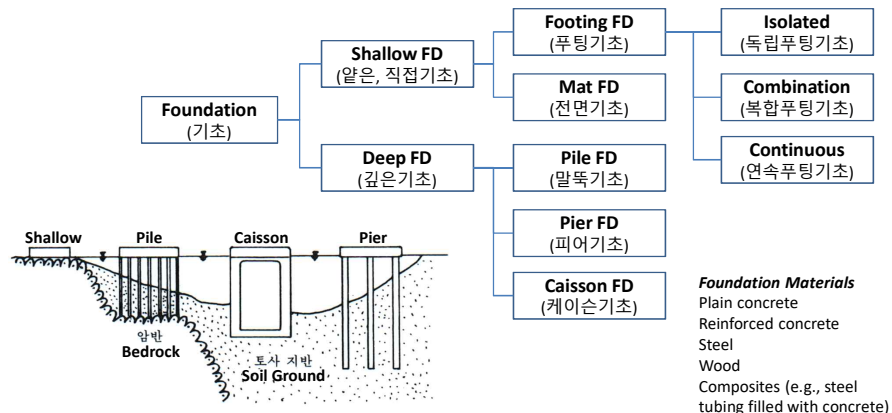 Foundation
(기초)
Shallow FD
(얕은, 직접기초)
Deep FD
(깊은기초)
Footing FD
(푸팅기초)
Mat FD
(전면기초)
Pile FD
(말뚝기초)
Pier FD
(피어기초)
Caisson FD
(케이슨기초)
Isolated
(독립푸팅기초)
Combination
(복합푸팅기초)
Continuous
(연속푸팅기초)
Shallow
Pile
Caisson
Pier
암반
Bedrock
토사 지반
Soil Ground
Foundation Materials
Plain concrete
Reinforced concrete
Steel
Wood
Composites (e.g., steel
tubing filled with concrete)